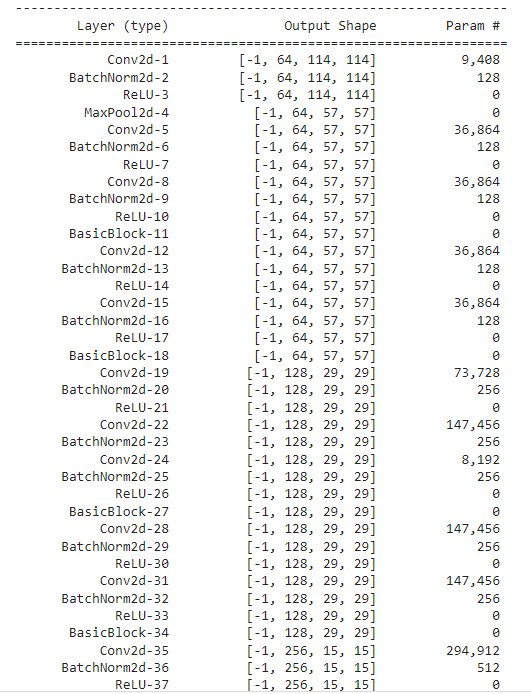 ----------------------------------------------------------------
Layer (type) Output Shape Param #
================================================================
Conv2d-1 [-1, 64, 114, 114] 9,408
BatchNorm2d-2 [-1, 64, 114, 114] 128
ReLU-3 [-1, 64, 114, 114] 0
MaxPool2d-4 [-1, 64, 57, 57] 0
Conv2d-5 [-1, 64, 57, 57] 36,864
BatchNorm2d-6 [-1, 64, 57, 57] 128
ReLU-7 [-1, 64, 57, 57] 0
Conv2d-8 [-1, 64, 57, 57] 36,864
BatchNorm2d-9 [-1, 64, 57, 57] 128
ReLU-10 [-1, 64, 57, 57] 0
BasicBlock-11 [-1, 64, 57, 57] 0
Conv2d-12 [-1, 64, 57, 57] 36,864
BatchNorm2d-13 [-1, 64, 57, 57] 128
ReLU-14 [-1, 64, 57, 57] 0
Conv2d-15 [-1, 64, 57, 57] 36,864
BatchNorm2d-16 [-1, 64, 57, 57] 128
ReLU-17 [-1, 64, 57, 57] 0
BasicBlock-18 [-1, 64, 57, 57] 0
Conv2d-19 [-1, 128, 29, 29] 73,728
BatchNorm2d-20 [-1, 128, 29, 29] 256
ReLU-21 [-1, 128, 29, 29] 0
Conv2d-22 [-1, 128, 29, 29] 147,456
BatchNorm2d-23 [-1, 128, 29, 29] 256
Conv2d-24 [-1, 128, 29, 29] 8,192
BatchNorm2d-25 [-1, 128, 29, 29] 256
ReLU-26 [-1, 128, 29, 29] 0
BasicBlock-27 [-1, 128, 29, 29] 0
Conv2d-28 [-1, 128, 29, 29] 147,456
BatchNorm2d-29 [-1, 128, 29, 29] 256
ReLU-30 [-1, 128, 29, 29] 0
Conv2d-31 [-1, 128, 29, 29] 147,456
BatchNorm2d-32 [-1, 128, 29, 29] 256
ReLU-33 [-1, 128, 29, 29] 0
BasicBlock-34 [-1, 128, 29, 29] 0
Conv2d-35 [-1, 256, 15, 15] 294,912
BatchNorm2d-36 [-1, 256, 15, 15] 512
ReLU-37 [-1, 256, 15, 15] 0